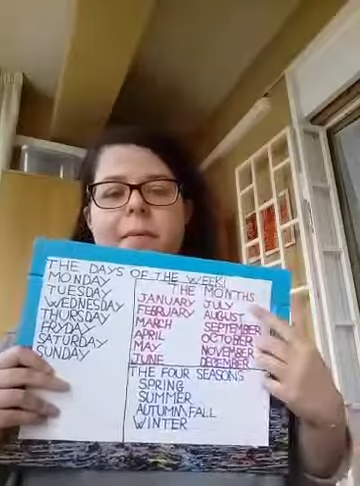 THE DAYS OF THE WEEK!
MONDAY
TUESDAY
WEDNESDAY
THURSDAY
FRYDAY
SATURDAY
SUNDAY
THE MONTHS
JANUARY
FEBRUARY
MARCH
APRIL
MAY
JUNE
JULY
AUGUST
SEPTEMBER
OCTOBER
NOVEMBER
DECEMBER
THE FOUR SEASONS
SPRING
SUMMER
AUTUMN\FALL
WINTER